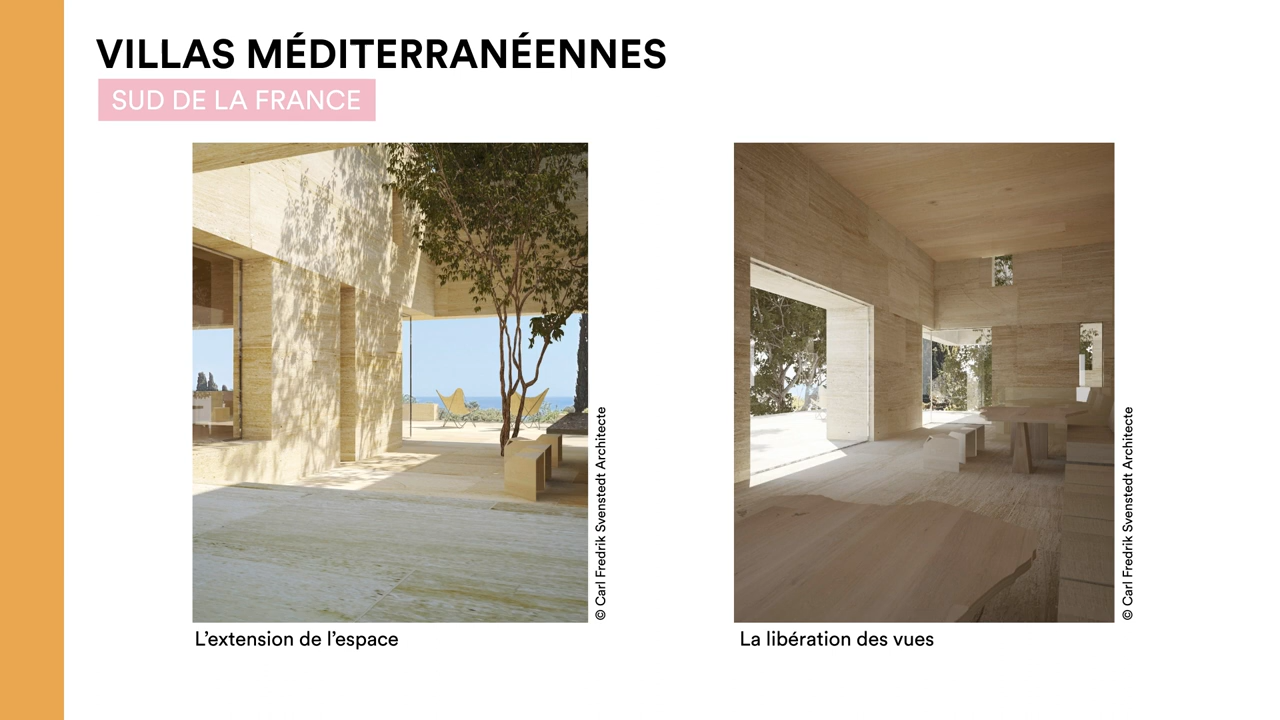 VILLAS MÉDITERRANÉENNES
SUD DE LA FRANCE
© Carl Fredrik Svenstedt Architecte
© Carl Fredrik Svenstedt Architecte
L’extension de l’espace
La libération des vues